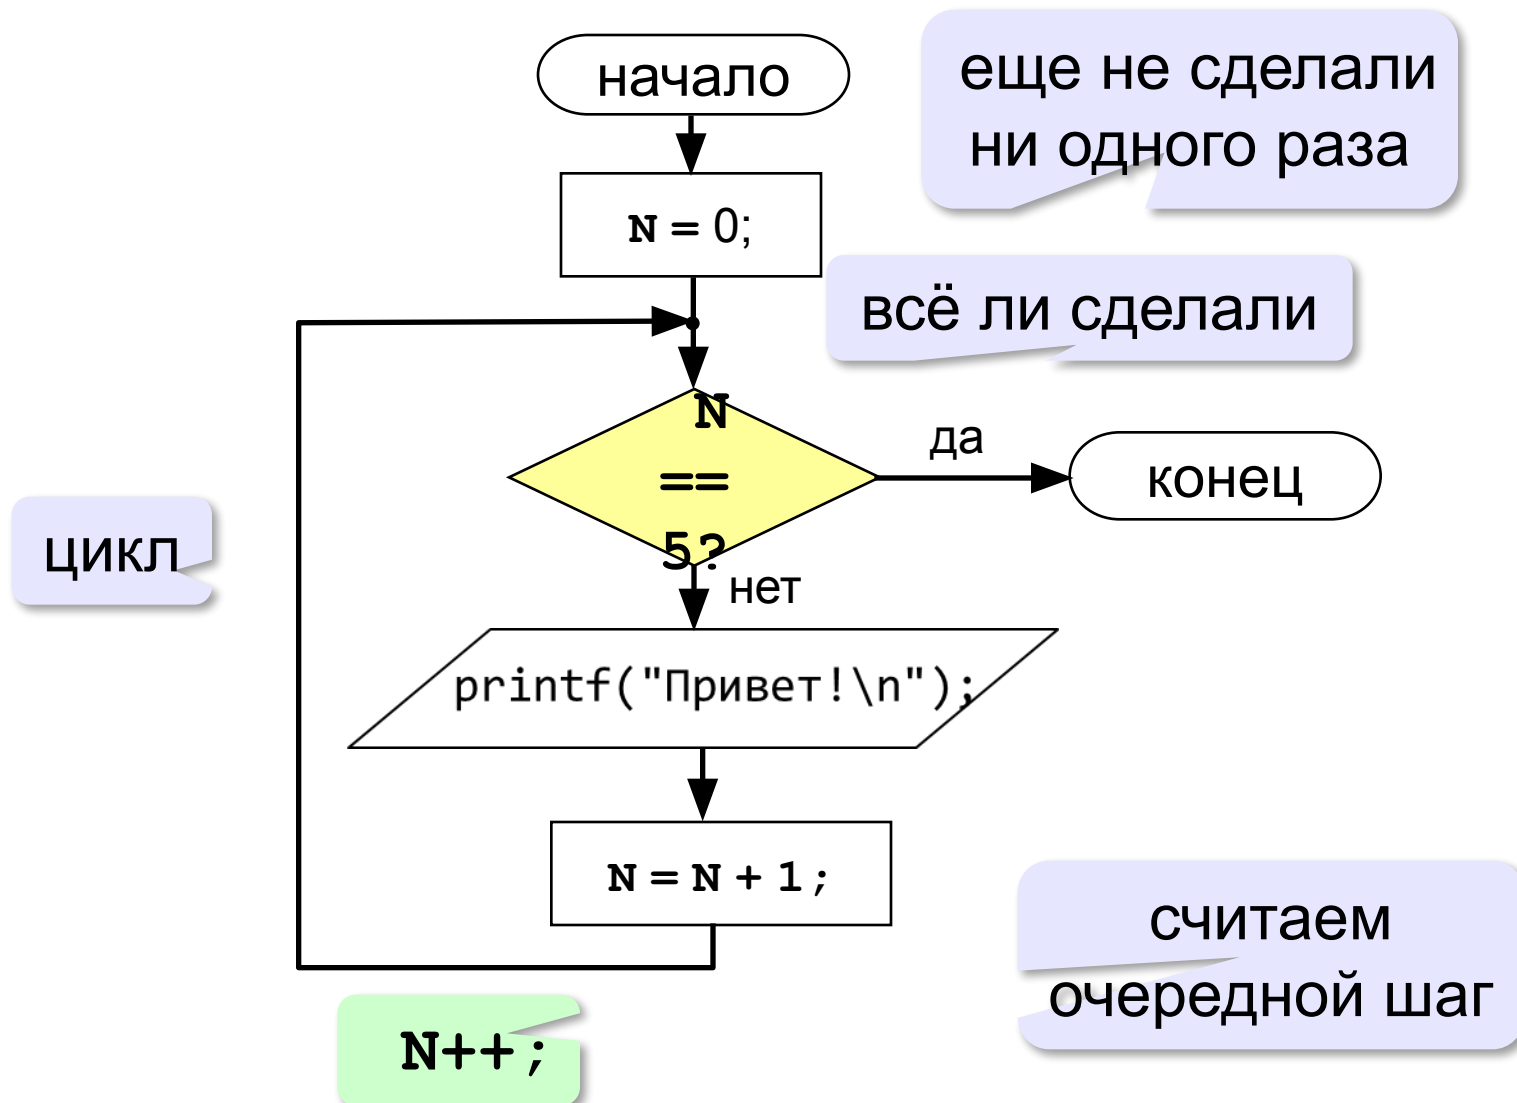 начало
еще не сделали
ни одного раза
N = 0;
всё ли сделали
N
==
5?
да
конец
цикл
нет
printf("Привет!\n");
N = N + 1;
считаем
очередной шаг
N++;